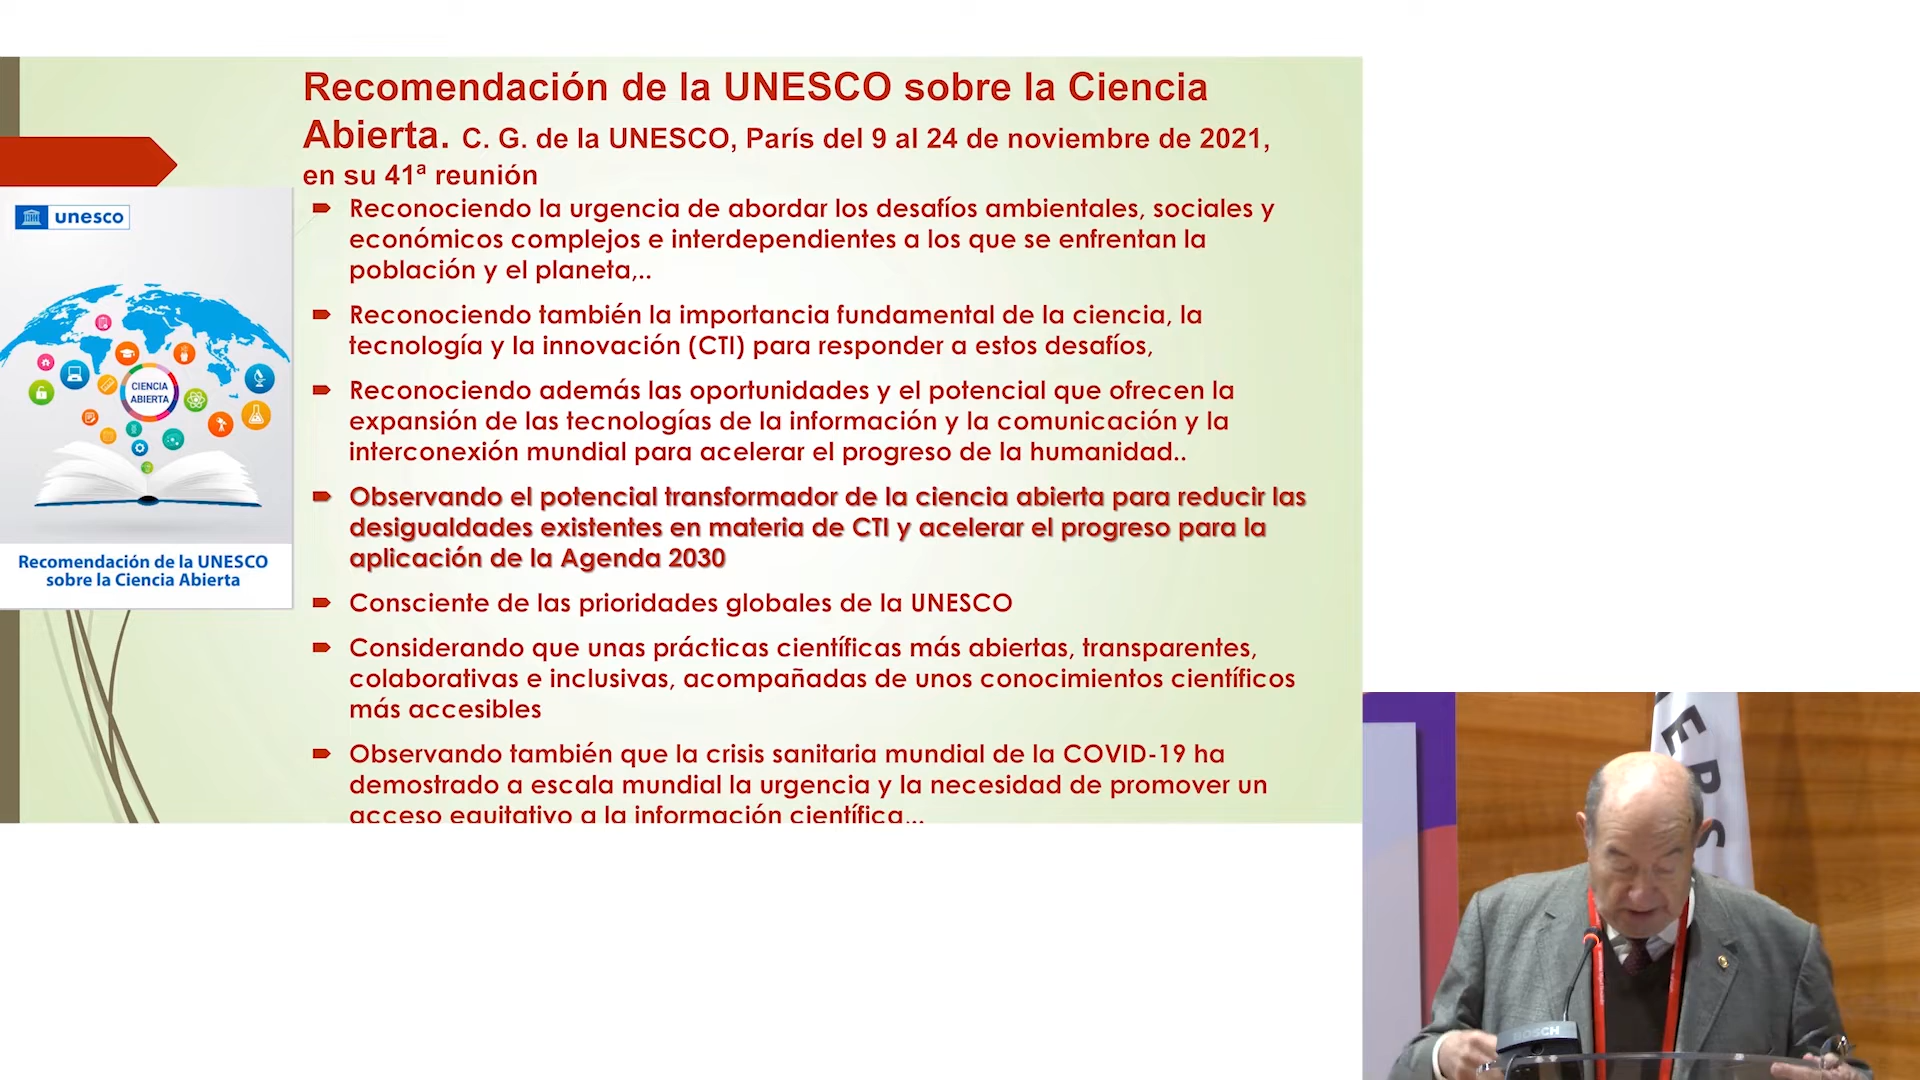 Recomendación de la UNESCO sobre la Ciencia
Abierta. C. G. de la UNESCO, París del 9 al 24 de noviembre de 2021,
en su 41ª reunión
Reconociendo la urgencia de abordar los desafíos ambientales, sociales y
económicos complejos e interdependientes a los que se enfrentan la
población y el planeta,..
Reconociendo también la importancia fundamental de la ciencia, la
tecnología y la innovación (CTI) para responder a estos desafíos,
Reconociendo además las oportunidades y el potencial que ofrecen la
expansión de las tecnologías de la información y la comunicación y la
interconexión mundial para acelerar el progreso de la humanidad..
Observando el potencial transformador de la ciencia abierta para reducir las
desigualdades existentes en materia de CTI y acelerar el progreso para la
aplicación de la Agenda 2030
Consciente de las prioridades globales de la UNESCO
Considerando que unas prácticas científicas más abiertas, transparentes,
colaborativas e inclusivas, acompañadas de unos conocimientos científicos
más accesibles
Observando también que la crisis sanitaria mundial de la COVID-19 ha
demostrado a escala mundial la urgencia y la necesidad de promover un
acceso equitativo a la información científica...
unesco
CIENCIA
ABIERTA
Recomendación de la UNESCO
sobre la Ciencia Abierta
EPS
BOSCH